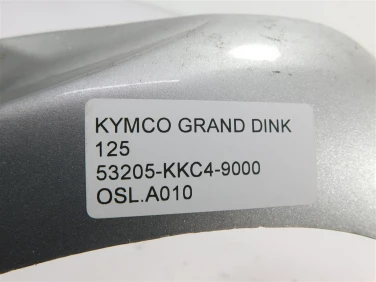 KYMCO GRAND DINK
125
53205-KKC4-9000
OSL.A010